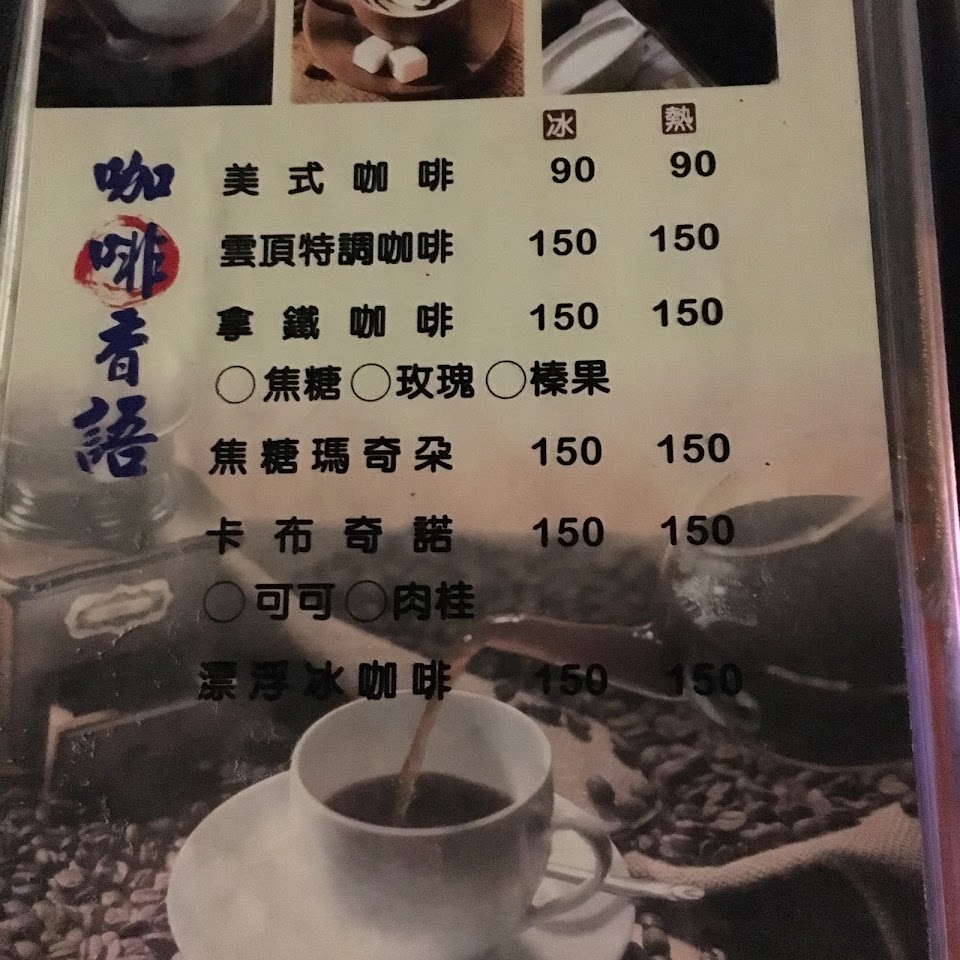 咖啡香語
冰 熱
美式咖啡 90 90
雲頂特調咖啡 150 150
拿鐵咖啡 150 150
◯焦糖◯玫瑰◯榛果
焦糖瑪奇朵 150 150
卡布奇諾 150 150
◯可可◯肉桂
漂浮冰咖啡 150 150